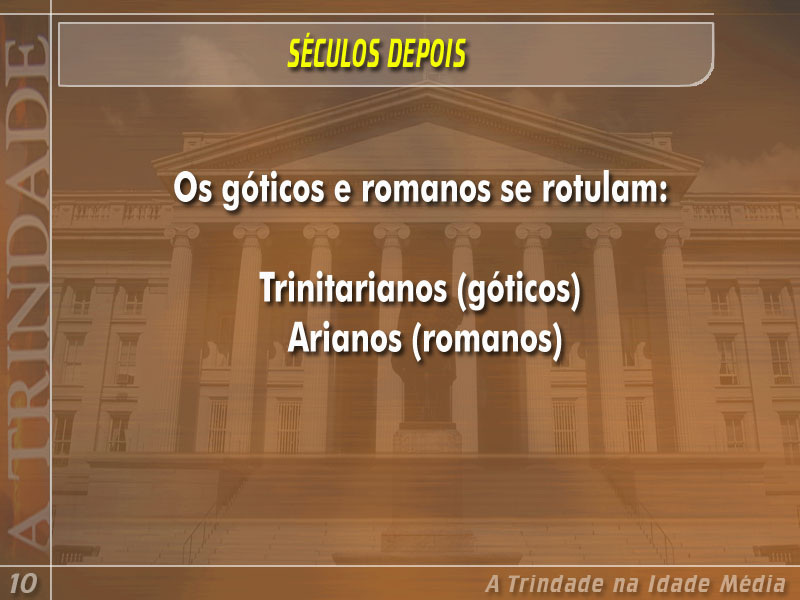 SÉCULOS DEPOIS
Os góticos e romanos se rotulam:
Trinitarianos (góticos)
Arianos (romanos)
A TRINDADE
10
A Trindade na Idade Média